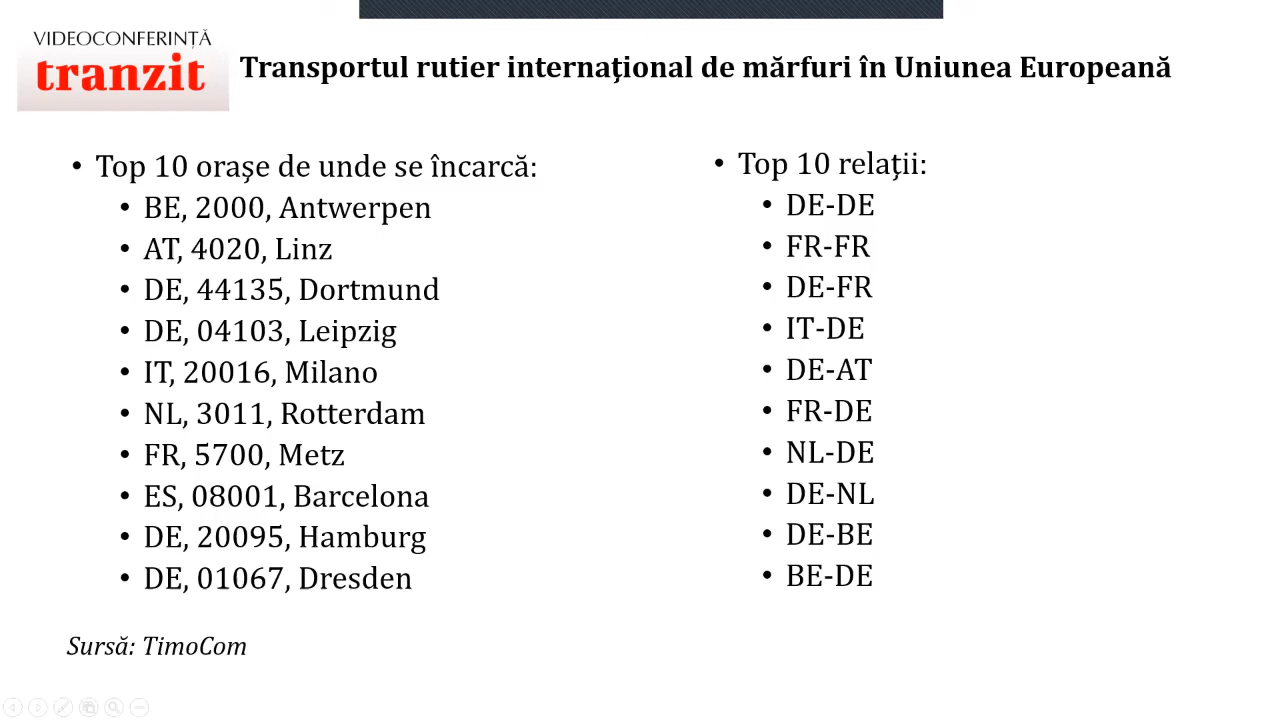 VIDEOCONFERINȚĂ
tranzit
Transportul rutier internaţional de mărfuri în Uniunea Europeană
• Top 10 oraşe de unde se încarcă:
• BE, 2000, Antwerpen
• AT, 4020, Linz
• DE, 44135, Dortmund
• DE, 04103, Leipzig
• IT, 20016, Milano
• NL, 3011, Rotterdam
• FR, 5700, Metz
• ES, 08001, Barcelona
• DE, 20095, Hamburg
• DE, 01067, Dresden
• Top 10 relaţii:
• DE-DE
• FR-FR
• DE-FR
• IT-DE
• DE-AT
• FR-DE
• NL-DE
• DE-NL
• DE-BE
• BE-DE
Sursă: TimoCom